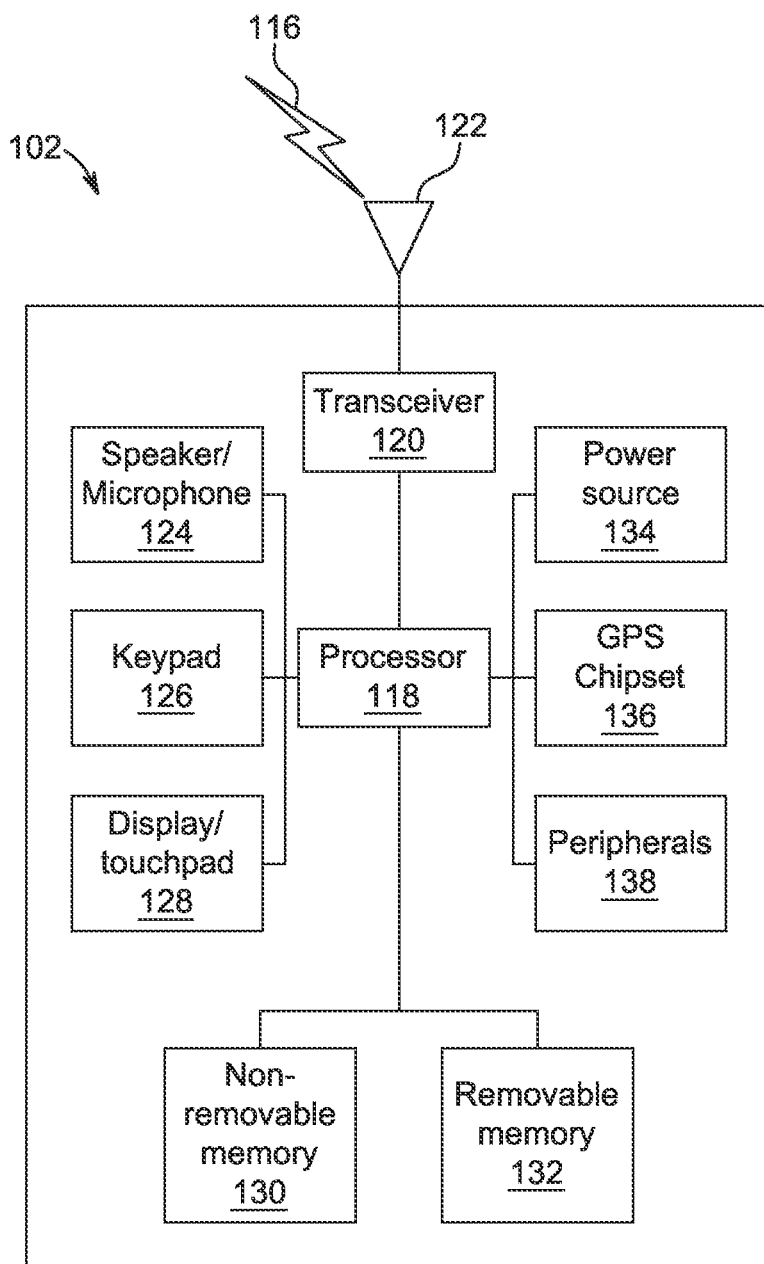 116
102
122
Transceiver
120
Speaker/
Microphone
124
Power
source
134
Keypad
126
Processor
118
GPS
Chipset
136
Display/
touchpad
128
Peripherals
138
Non-
removable
memory
130
Removable
memory
132